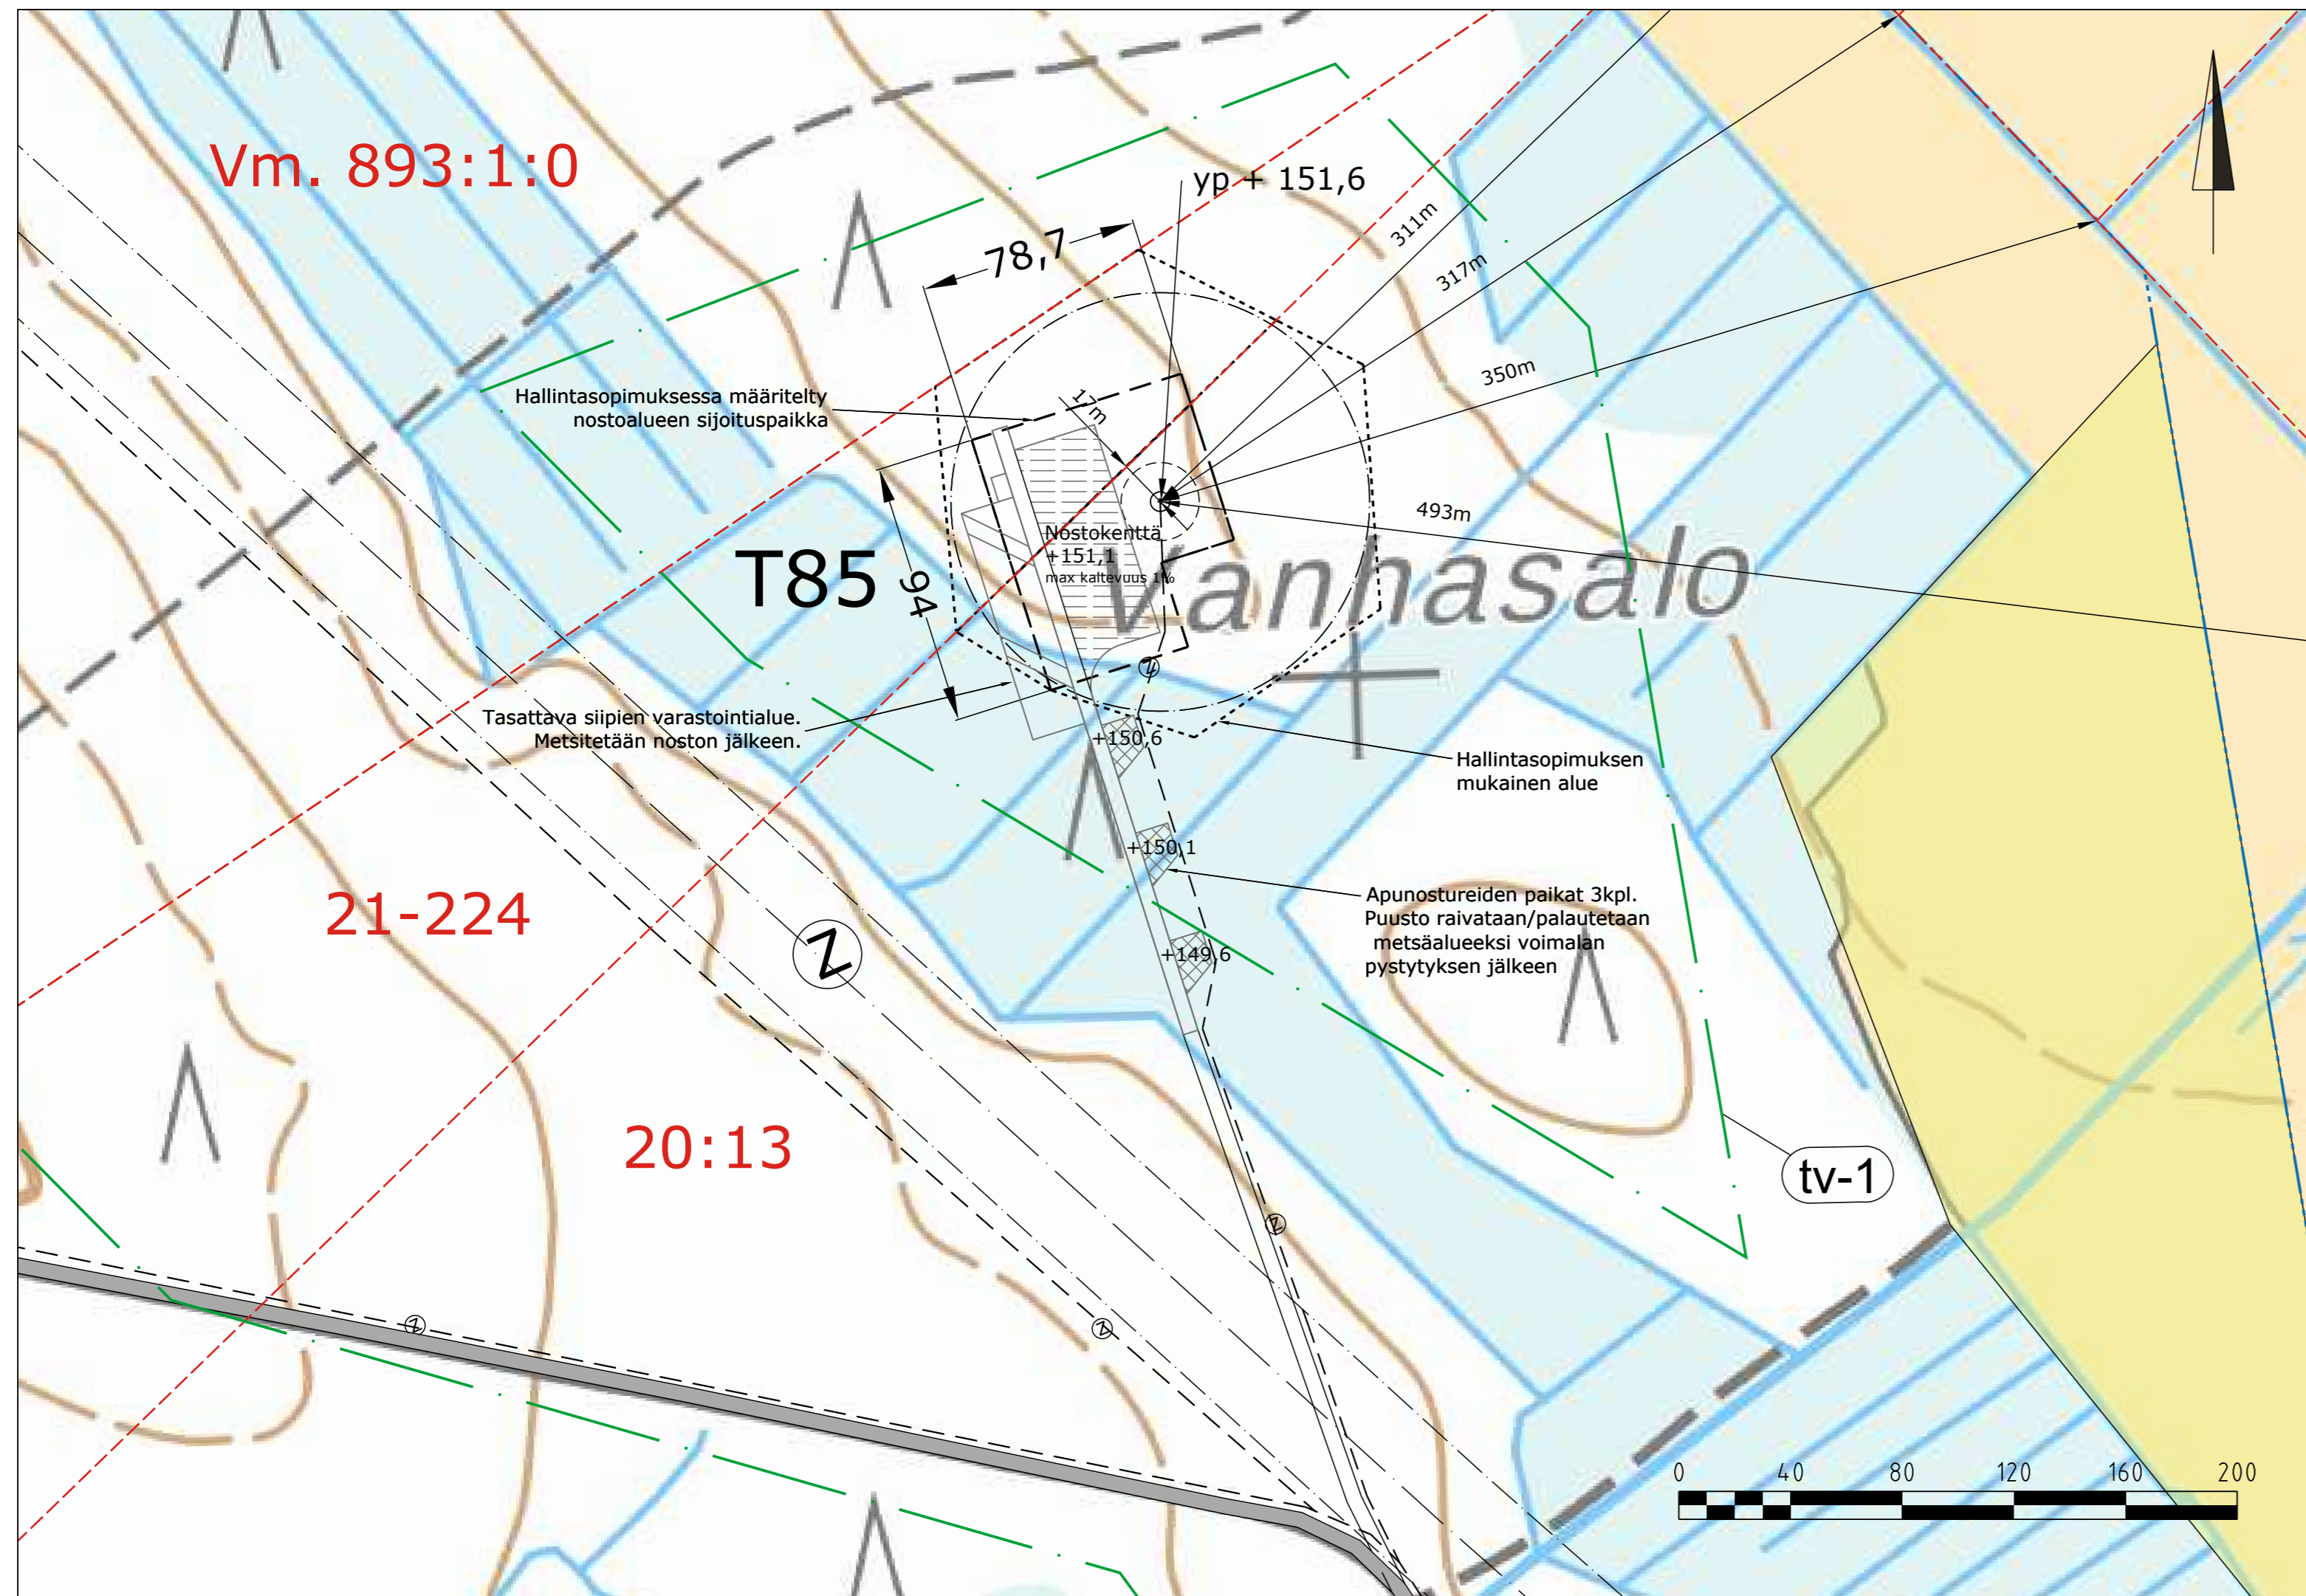 Vm. 893:1:0
yp + 151,6
78,7
311m
317m
350m
17m
Hallintasopimuksessa määritelty
nostoalueen sijoituspaikka
493m
Nostokenttä
+151,1
max kaltevuus 1%
T85
94
Vanhasalo
Z
Tasattava siipien varastointialue.
Metsitetään noston jälkeen.
+150,6
Hallintasopimuksen
mukainen alue
+150,1
Apunostureiden paikat 3kpl.
Puusto raivataan/palautetaan
metsäalueeksi voimalan
pystytyksen jälkeen
21-224
Z
+149,6
20:13
tv-1
Z
Z
Z
0 40 80 120 160 200